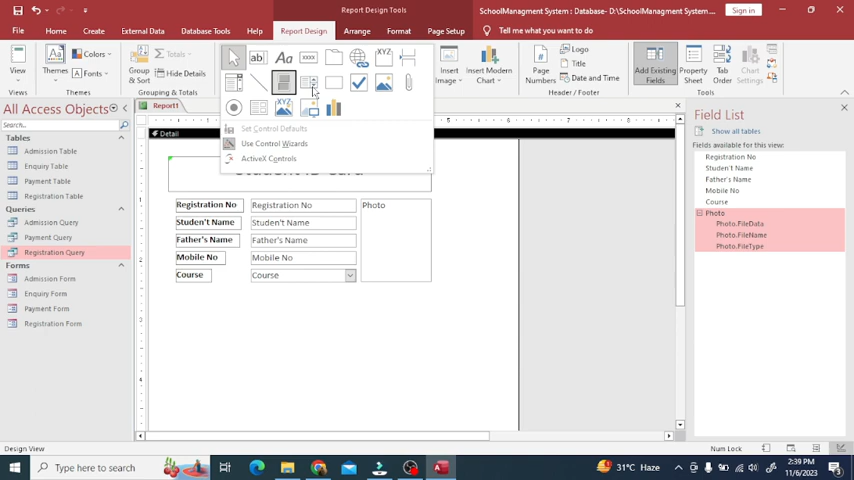 Report Design Tools
SchoolManagment System : Database- D:\SchoolManagment System....
Sign in
File
Home
Create
External Data
Database Tools
Help
Report Design
Arrange
Format
Page Setup
Tell me what you want to do
View
Themes
Colors
Fonts
Group & Sort
Totals
Hide Details
Aa
ab
XXXX
XYZ
XYZ
Insert Image
Insert Modern Chart
Page Numbers
Logo
Title
Date and Time
Add Existing Fields
Property Sheet
Tab Order
Chart Settings
Views
Themes
Grouping & Totals
Header / Footer
Tools
Set Control Defaults
Use Control Wizards
ActiveX Controls
All Access Objects
Search...
Tables
Admission Table
Enquiry Table
Payment Table
Registration Table
Queries
Admission Query
Payment Query
Registration Query
Forms
Admission Form
Enquiry Form
Payment Form
Registration Form
Report1
Detail
Registration No
Registration No
Photo
Studen't Name
Studen't Name
Father's Name
Father's Name
Mobile No
Mobile No
Course
Course
Field List
Show all tables
Fields available for this view:
Registration No
Studen't Name
Father's Name
Mobile No
Course
Photo
Photo.FileData
Photo.FileName
Photo.FileType
Design View
Num Lock
Type here to search
31°C Haze
2:39 PM
11/6/2023